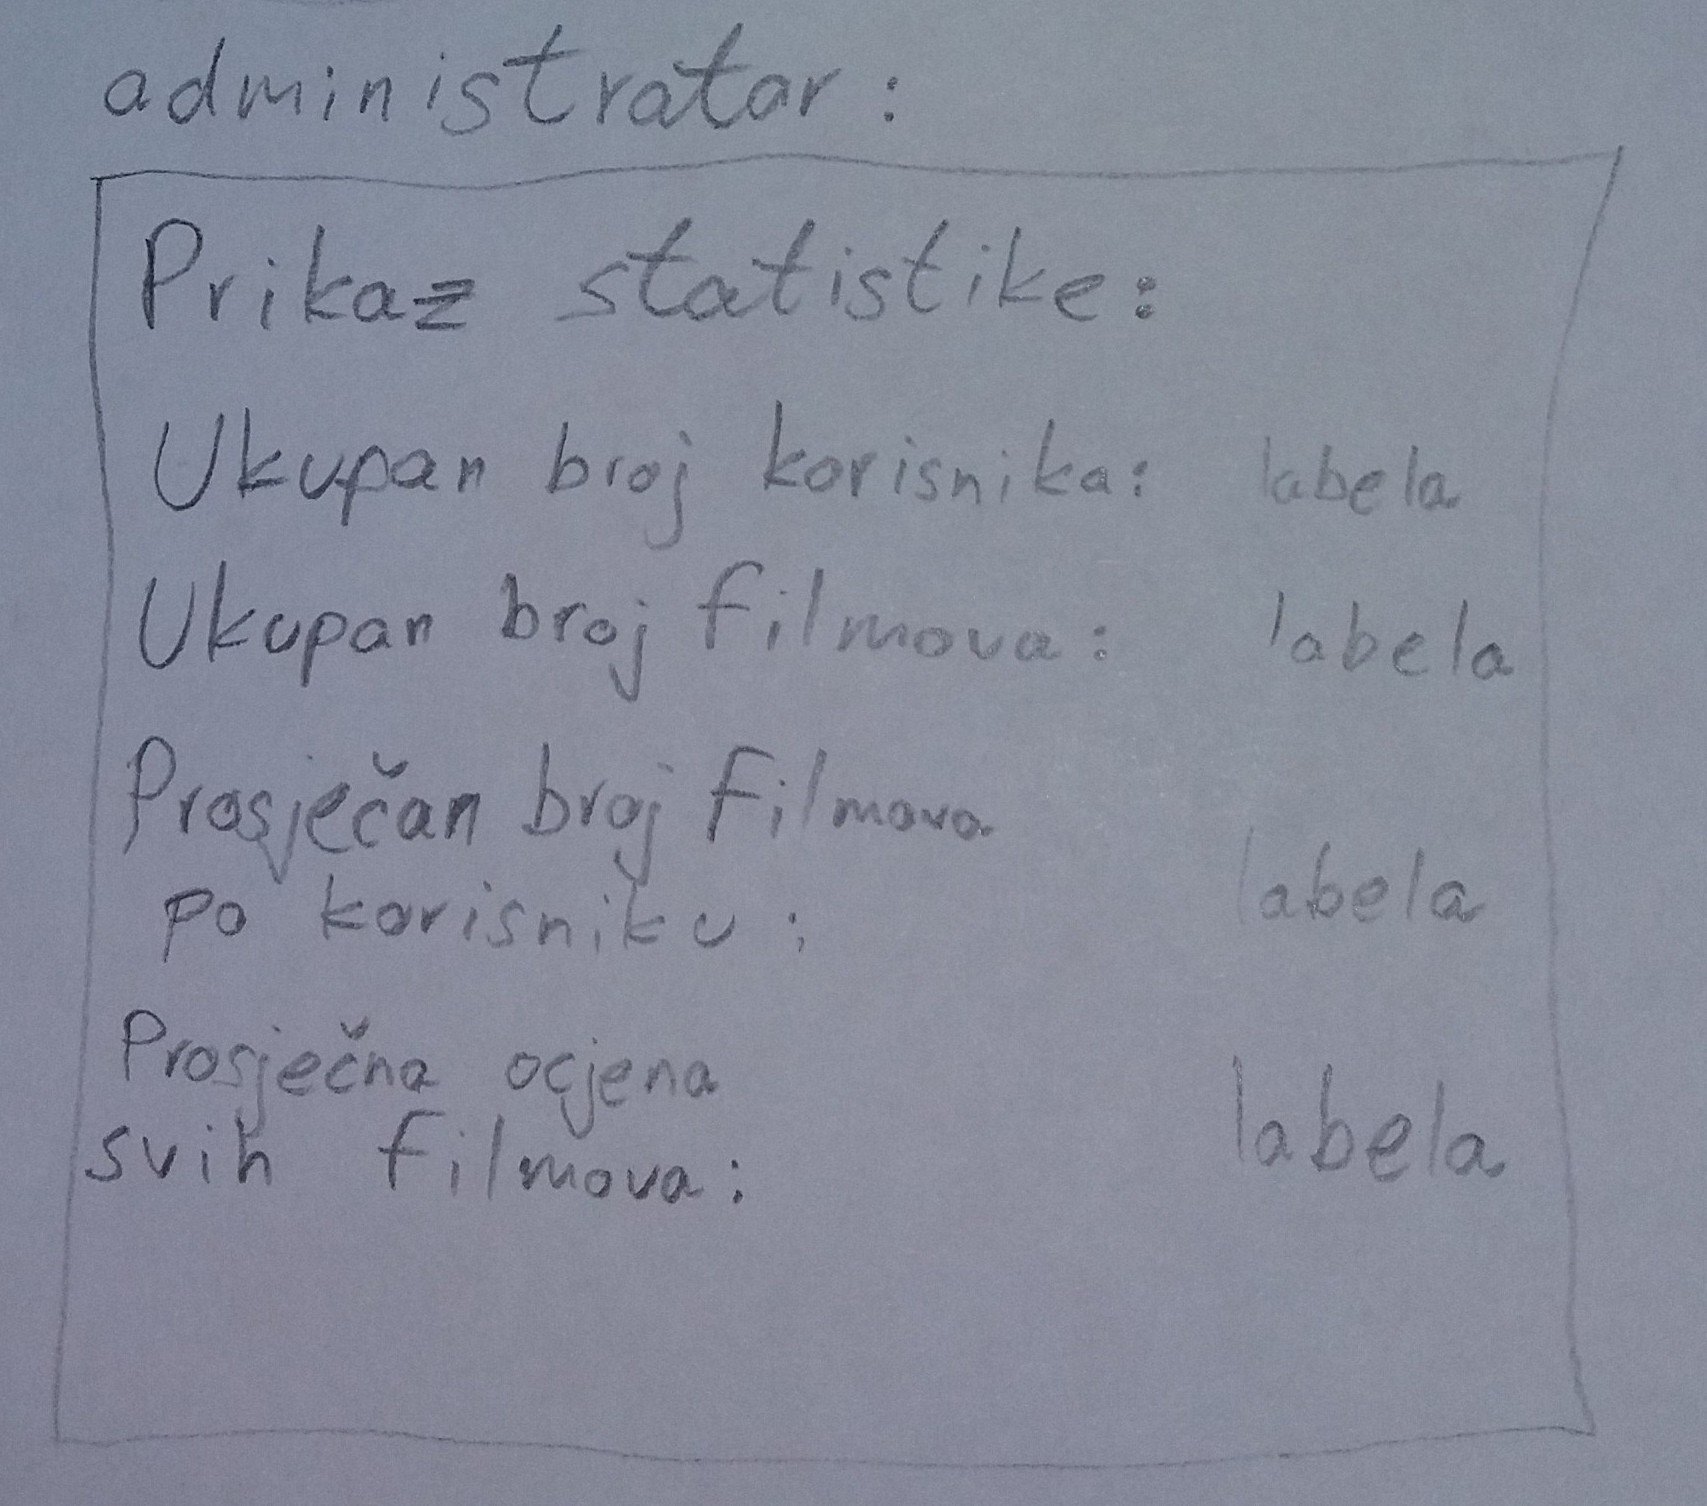 administrator:
Prikaz statistike:
Ukupan broj korisnika: labela
Ukupan broj filmova: labela
Prosječan broj filmova
po korisniku: labela
Prosječna ocjena
svih filmova: labela